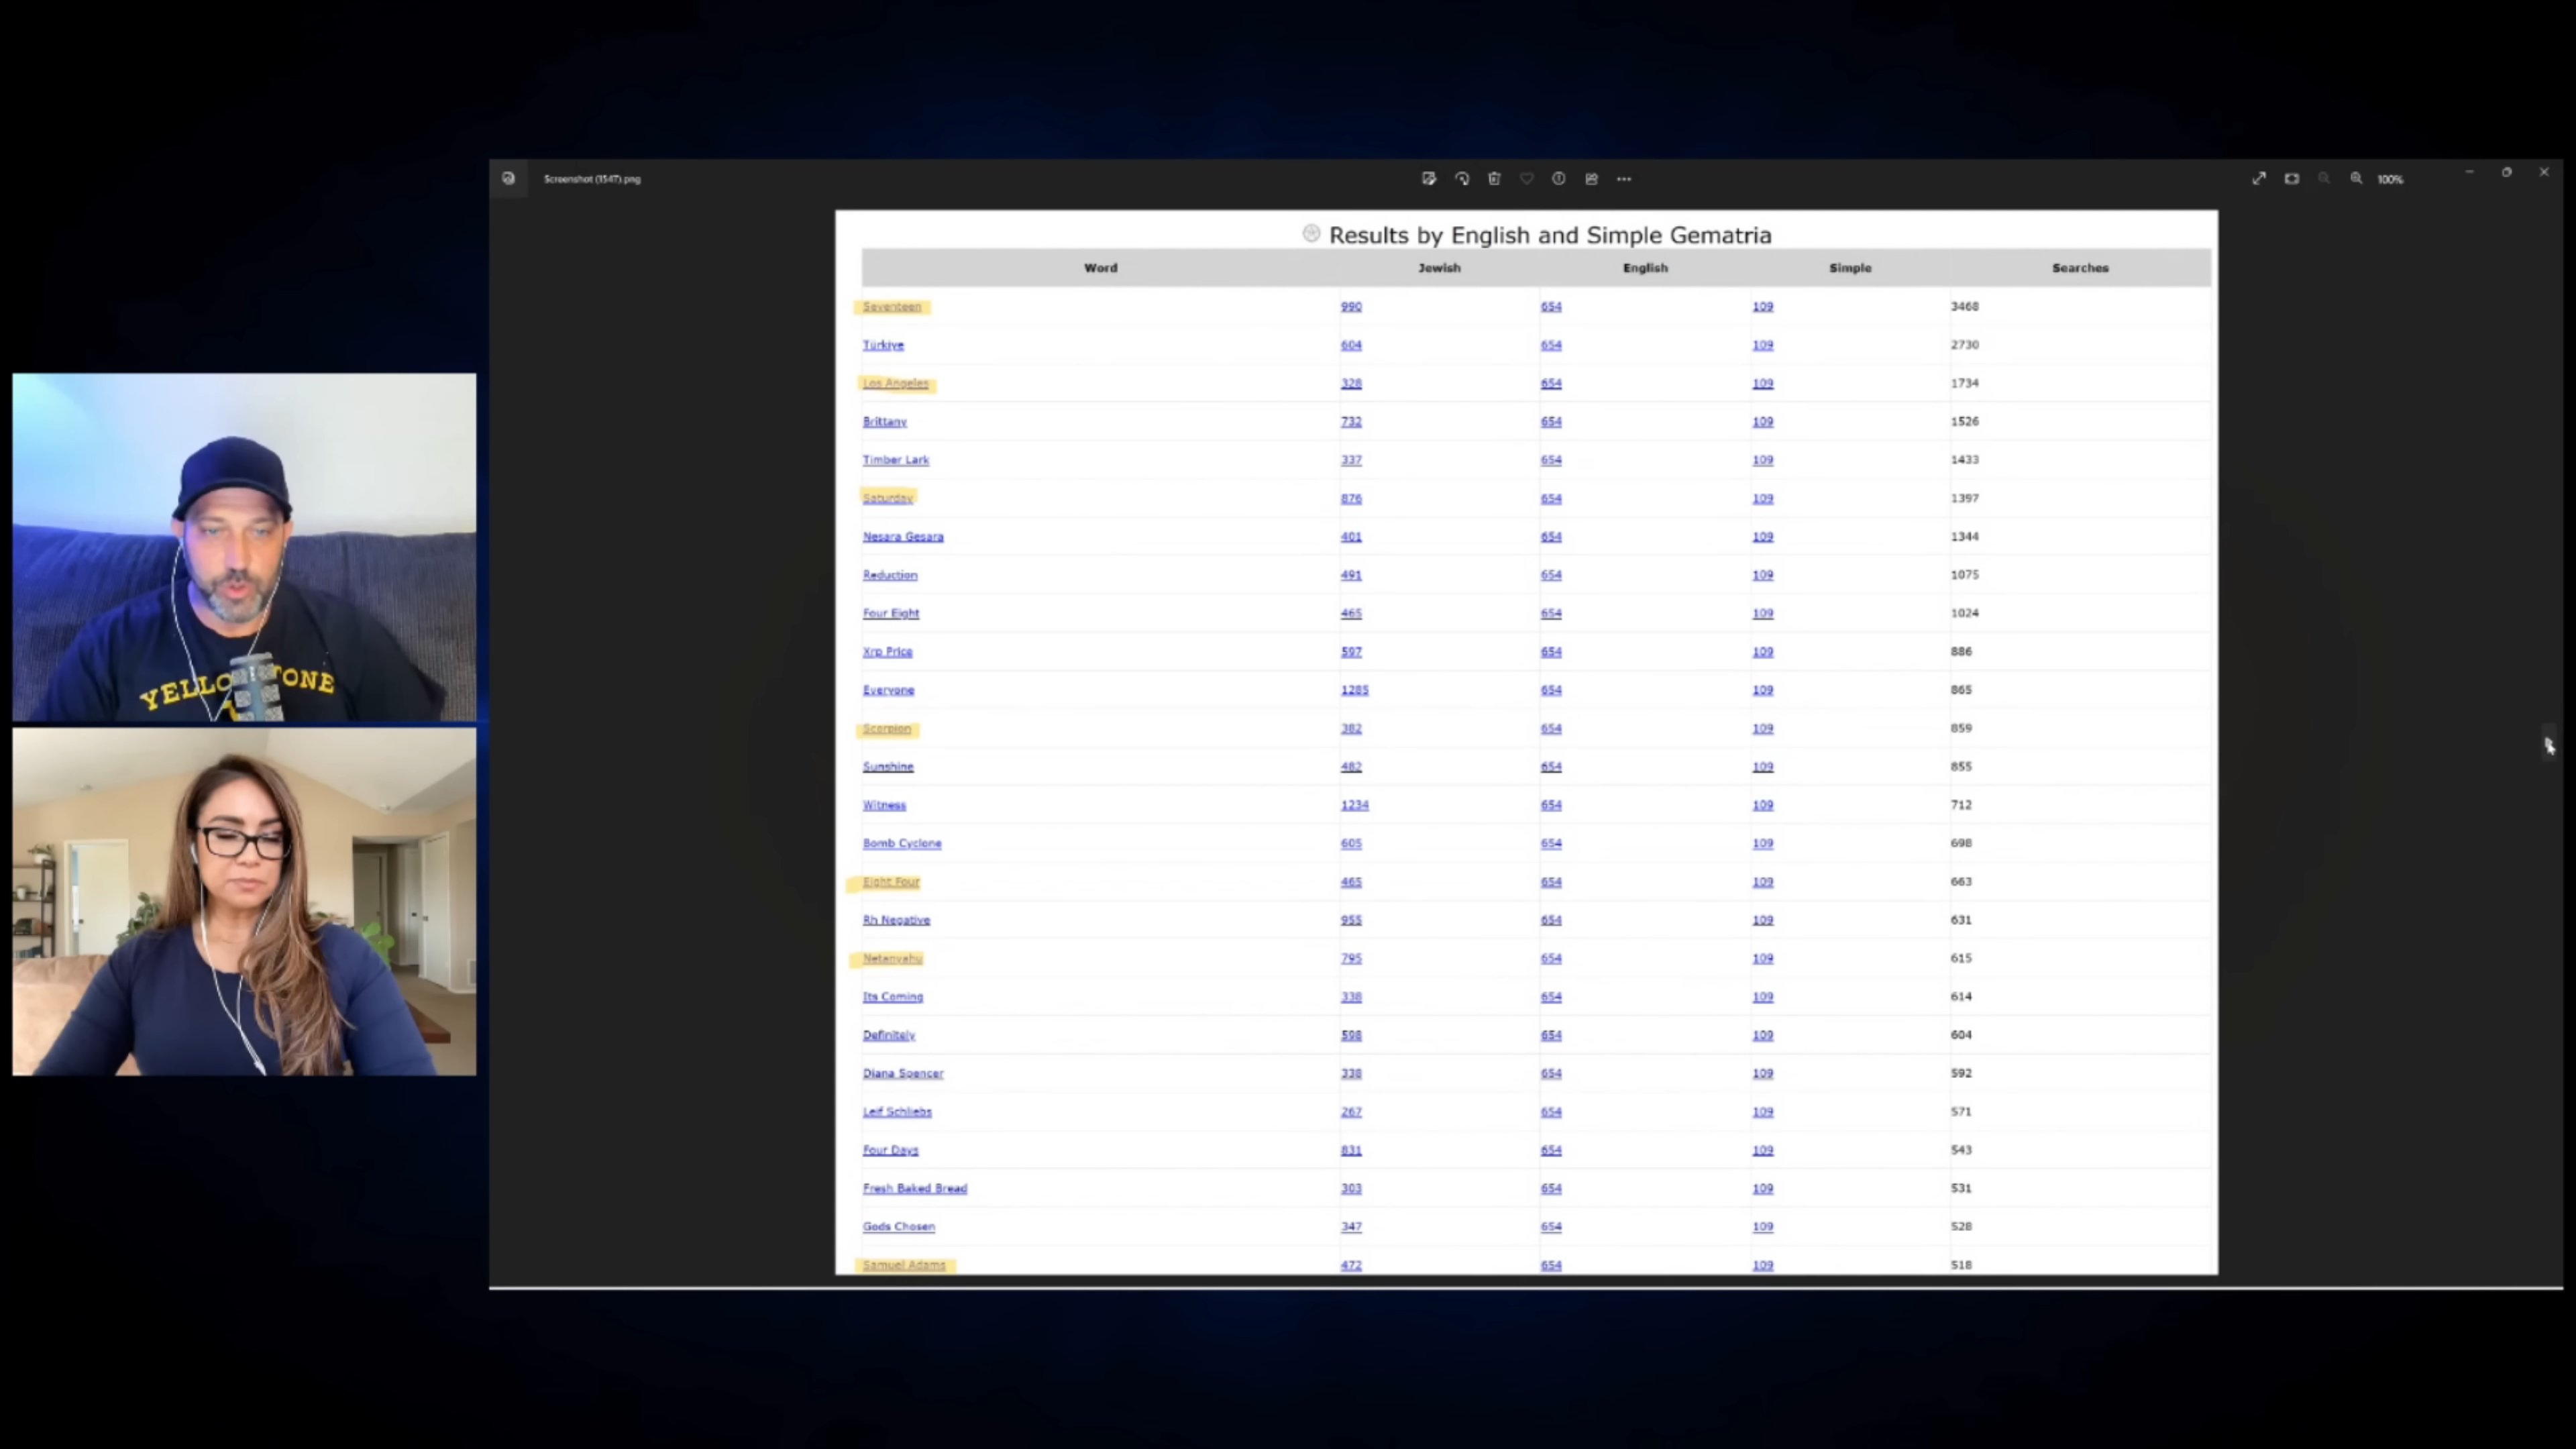 Screenshot (1547).png
100%
Results by English and Simple Gematria
Word Jewish English Simple Searches
Seventeen 990 654 109 3468
Türkiye 604 654 109 2730
Los Angeles 328 654 109 1734
Brittany 732 654 109 1526
Timber Lark 337 654 109 1433
Saturday 876 654 109 1397
Nesara Gesara 401 654 109 1344
Reduction 491 654 109 1075
Four Eight 465 654 109 1024
Xrp Price 597 654 109 886
Everyone 1285 654 109 865
Scorpion 382 654 109 859
Sunshine 482 654 109 855
Witness 1234 654 109 712
Bomb Cyclone 605 654 109 698
Eight Four 465 654 109 663
Rh Negative 955 654 109 631
Netanyahu 795 654 109 615
Its Coming 338 654 109 614
Definitely 598 654 109 604
Diana Spencer 338 654 109 592
Leif Schliebs 267 654 109 571
Four Days 831 654 109 543
Fresh Baked Bread 303 654 109 531
Gods Chosen 347 654 109 528
Samuel Adams 472 654 109 518